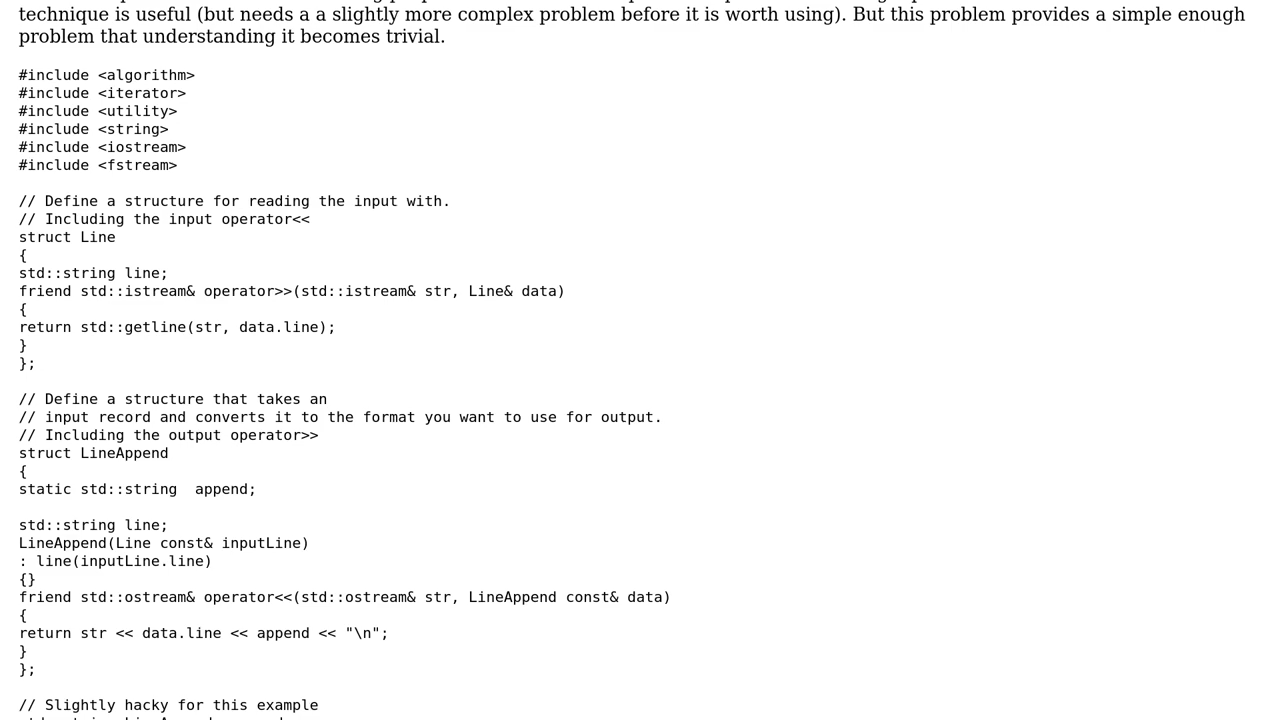 technique is useful (but needs a a slightly more complex problem before it is worth using). But this problem provides a simple enough
problem that understanding it becomes trivial.
#include <algorithm>
#include <iterator>
#include <utility>
#include <string>
#include <iostream>
#include <fstream>
// Define a structure for reading the input with.
// Including the input operator<<
struct Line
{
std::string line;
friend std::istream& operator>>(std::istream& str, Line& data)
{
return std::getline(str, data.line);
}
};
// Define a structure that takes an
// input record and converts it to the format you want to use for output.
// Including the output operator>>
struct LineAppend
{
static std::string  append;
std::string line;
LineAppend(Line const& inputLine)
: line(inputLine.line)
{}
friend std::ostream& operator<<(std::ostream& str, LineAppend const& data)
{
return str << data.line << append << "\n";
}
};
// Slightly hacky for this example